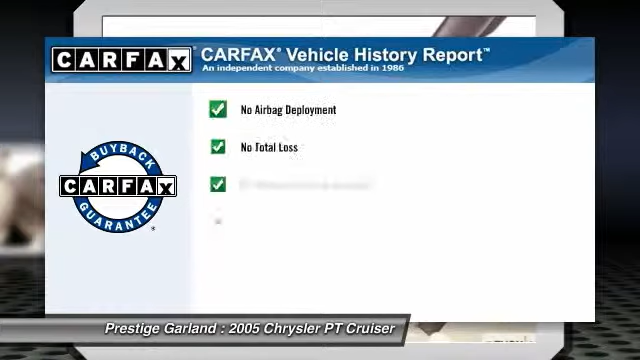 CARFAX® CARFAX® Vehicle History Report™
An independent company established in 1986
No Airbag Deployment
No Total Loss
BUYBACK
CARFAX
GUARANTEE
Prestige Garland : 2005 Chrysler PT Cruiser